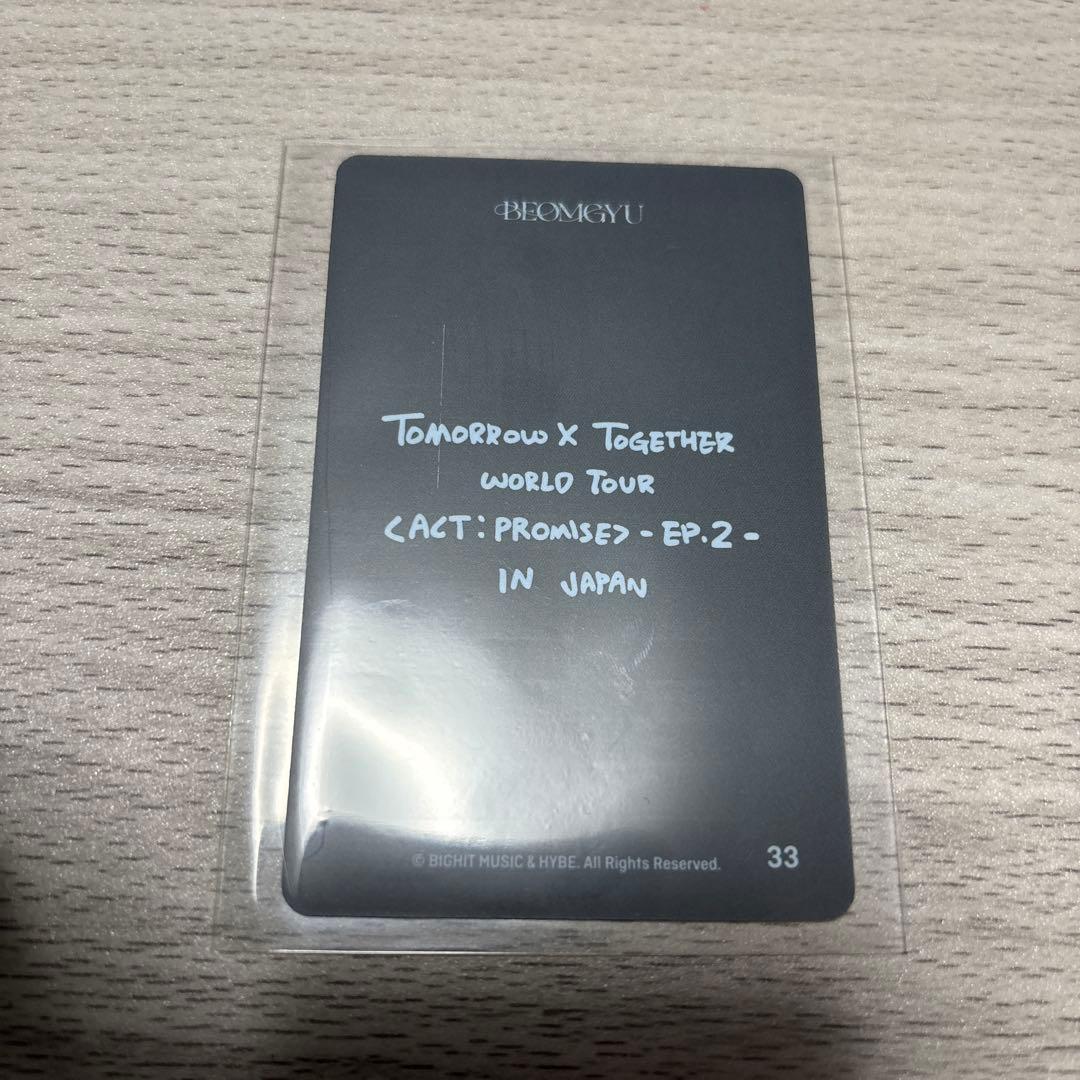 BEOMGYU
TOMORROW X TOGETHER
WORLD TOUR
<ACT : PROMISE> - EP.2 -
IN JAPAN
© BIGHIT MUSIC & HYBE. All Rights Reserved.
33